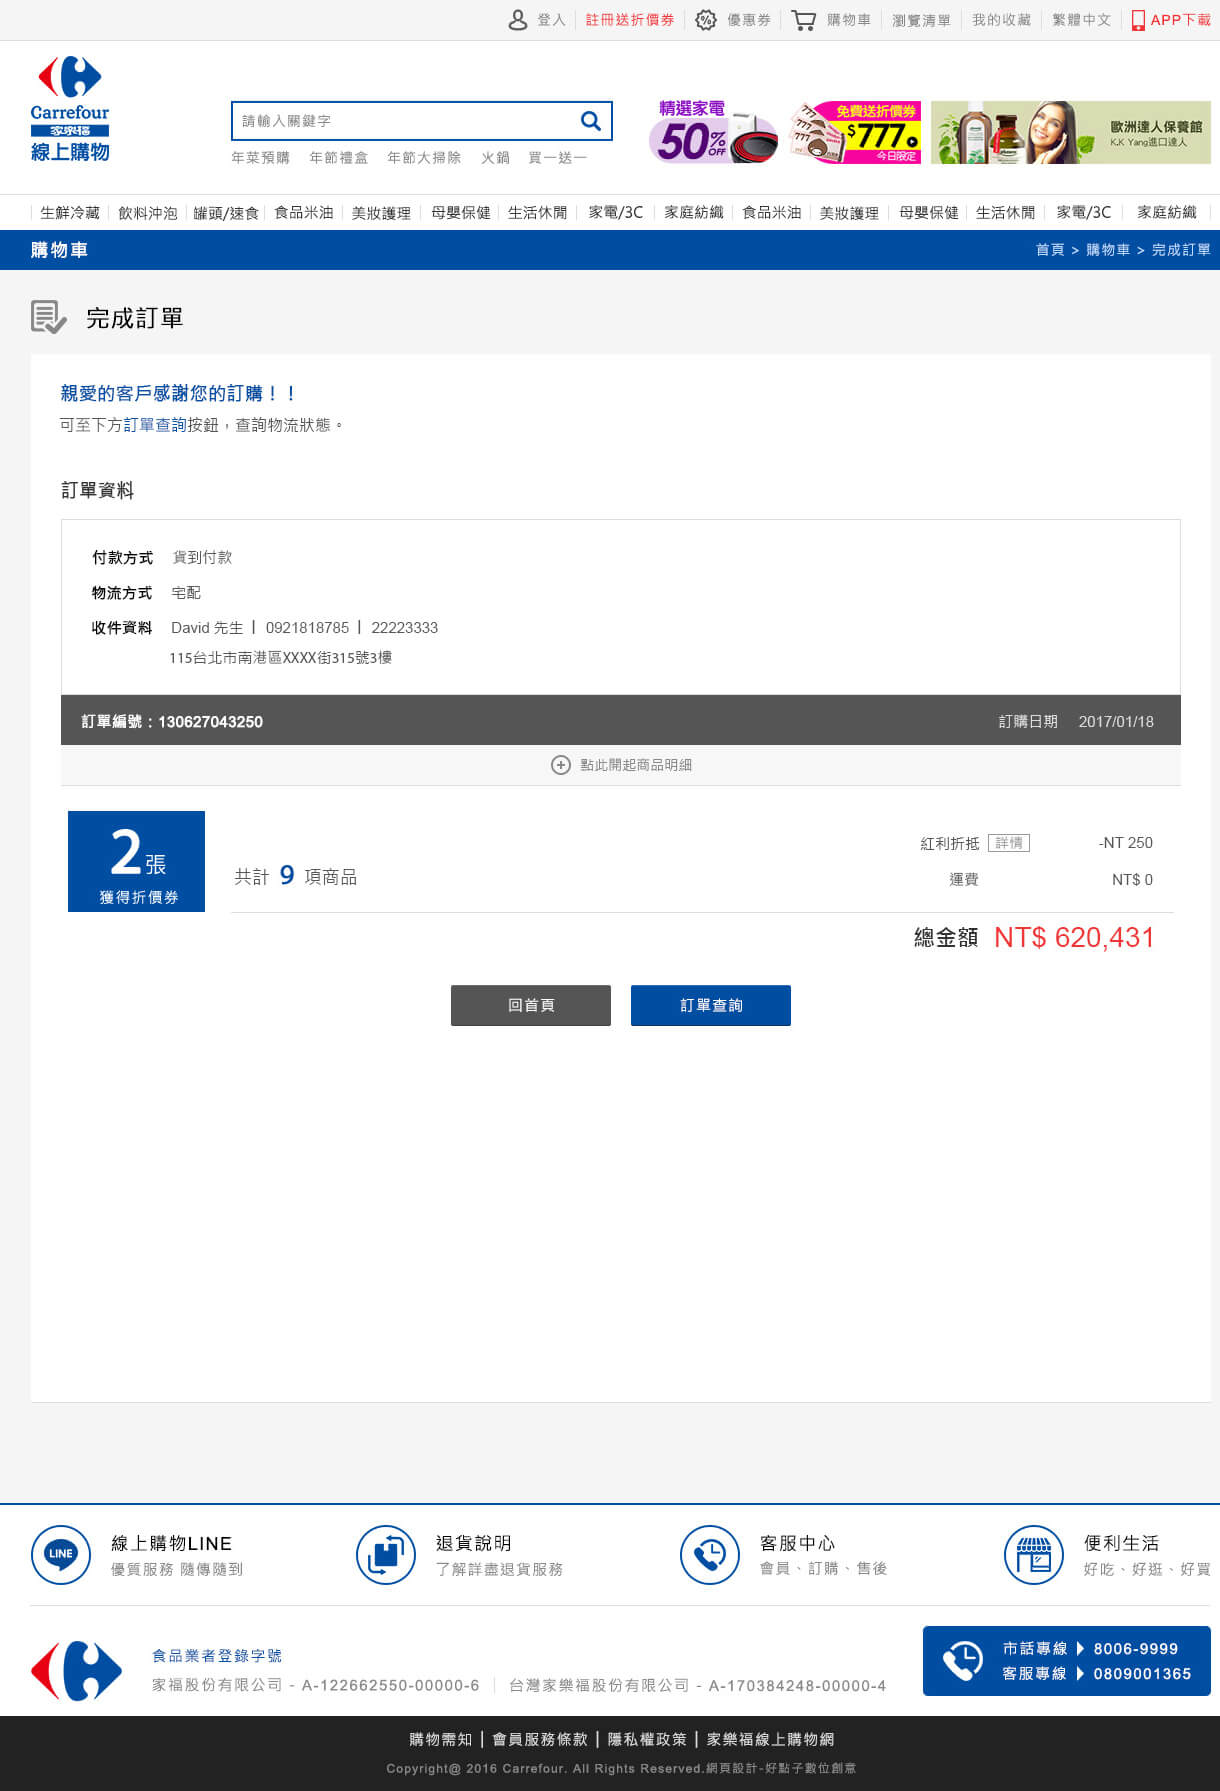 登入 註冊送折價券 優惠券 購物車 瀏覽清單 我的收藏 繁體中文 APP下載
Carrefour
家樂福
線上購物
請輸入關鍵字
年菜預購 年節禮盒 年節大掃除 火鍋 買一送一
精選家電
50%OFF
免費送折價券
777
777
777
$777
今日限定
歐洲達人保養館
K.K Yang進口達人
生鮮冷藏 飲料沖泡 罐頭/速食 食品米油 美妝護理 母嬰保健 生活休閒 家電/3C 家庭紡織 食品米油 美妝護理 母嬰保健 生活休閒 家電/3C 家庭紡織
購物車
首頁 > 購物車 > 完成訂單
完成訂單
親愛的客戶感謝您的訂購！！
可至下方訂單查詢按鈕，查詢物流狀態。
訂單資料
付款方式 貨到付款
物流方式 宅配
收件資料 David 先生 | 0921818785 | 22223333
115台北市南港區XXXX街315號3樓
訂單編號：130627043250
訂購日期 2017/01/18
點此開起商品明細
2張
獲得折價券
共計 9 項商品
紅利折抵 詳情 -NT 250
運費 NT$ 0
總金額 NT$ 620,431
回首頁
訂單查詢
LINE
線上購物LINE
優質服務 隨傳隨到
退貨說明
了解詳盡退貨服務
客服中心
會員、訂購、售後
便利生活
好吃、好逛、好買
食品業者登錄字號
家福股份有限公司 - A-122662550-00000-6 | 台灣家樂福股份有限公司 - A-170384248-00000-4
市話專線 ▶ 8006-9999
客服專線 ▶ 0809001365
購物需知 | 會員服務條款 | 隱私權政策 | 家樂福線上購物網
Copyright@ 2016 Carrefour. All Rights Reserved.網頁設計-好點子數位創意